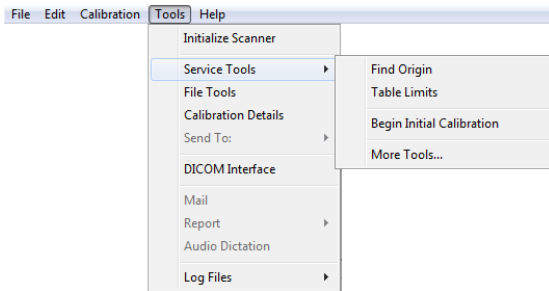 File Edit Calibration Tools Help
Initialize Scanner
Service Tools
Find Origin
File Tools
Table Limits
Calibration Details
Begin Initial Calibration
Send To:
More Tools...
DICOM Interface
Mail
Report
Audio Dictation
Log Files